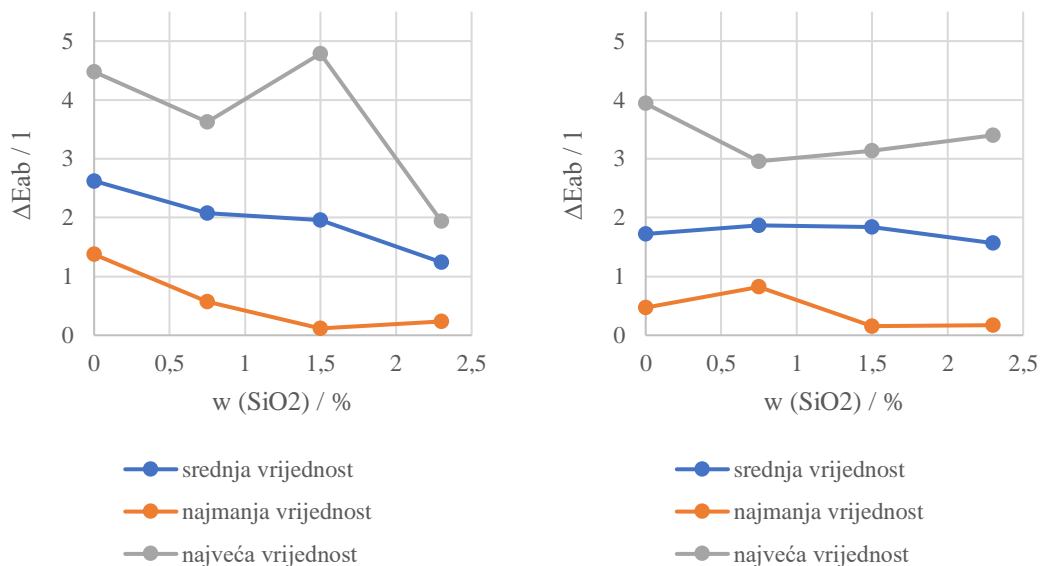 5
4
3
2
1
0
ΔEab / 1
0 0,5 1 1,5 2 2,5
w (SiO2) / %
srednja vrijednost
najmanja vrijednost
najveća vrijednost
5
4
3
2
1
0
ΔEab / 1
0 0,5 1 1,5 2 2,5
w (SiO2) / %
srednja vrijednost
najmanja vrijednost
najveća vrijednost